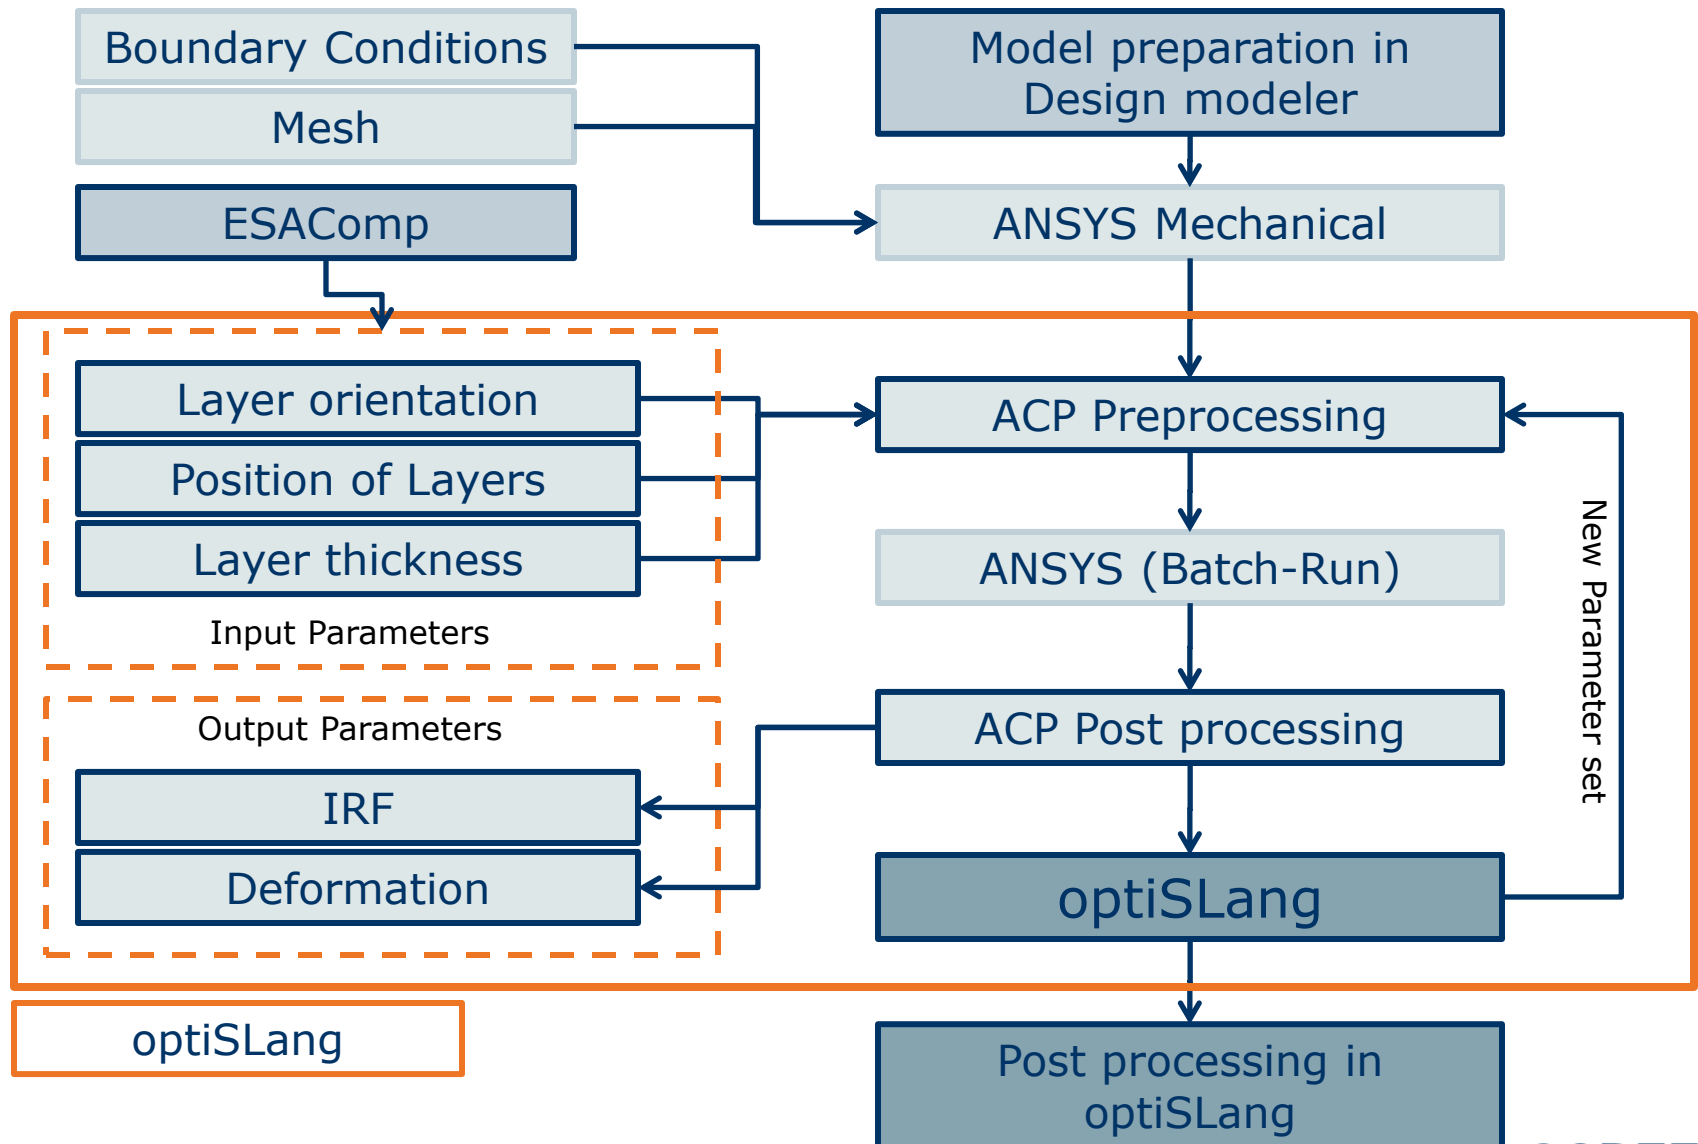 Boundary Conditions
Mesh
ESAComp
Model preparation in
Design modeler
ANSYS Mechanical
Layer orientation
Position of Layers
Layer thickness
Input Parameters
ACP Preprocessing
ANSYS (Batch-Run)
ACP Post processing
New Parameter set
Output Parameters
IRF
Deformation
optiSLang
optiSLang
Post processing in
optiSLang